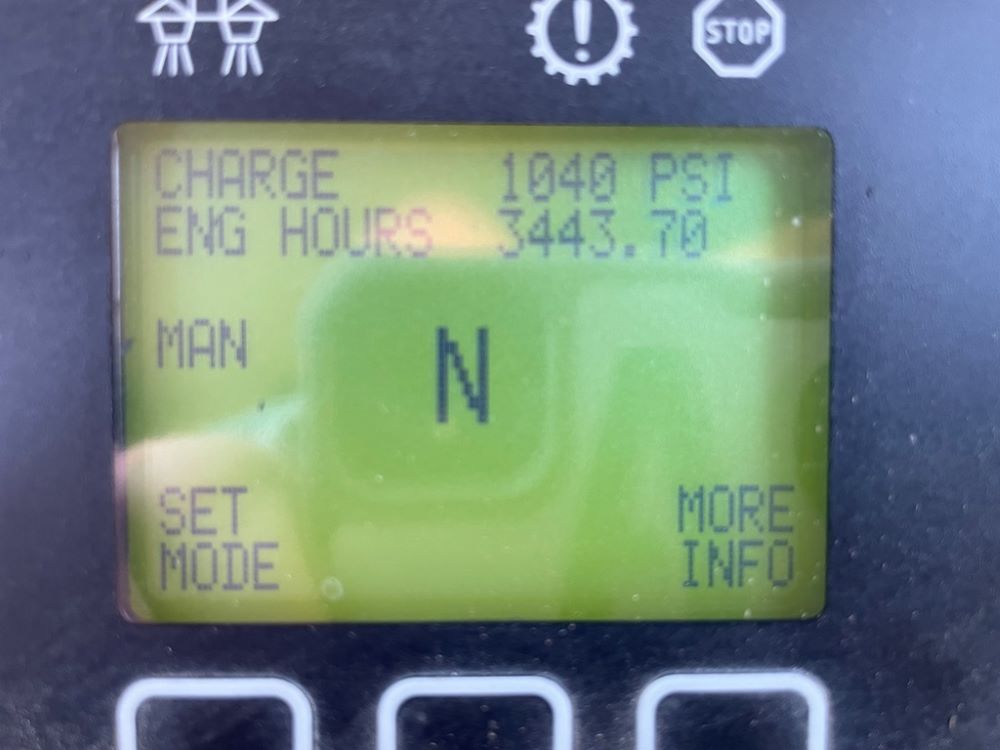 STOP
CHARGE 1040 PSI
ENG HOURS 3443.70
MAN N
SET MORE
MODE INFO